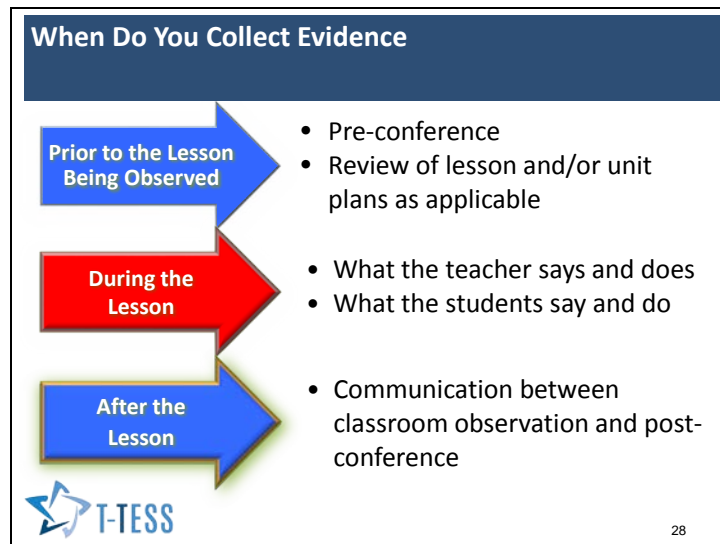 When Do You Collect Evidence
Prior to the Lesson
Being Observed
• Pre-conference
• Review of lesson and/or unit
plans as applicable
During the
Lesson
• What the teacher says and does
• What the students say and do
After the
Lesson
• Communication between
classroom observation and post-
conference
T-TESS
28